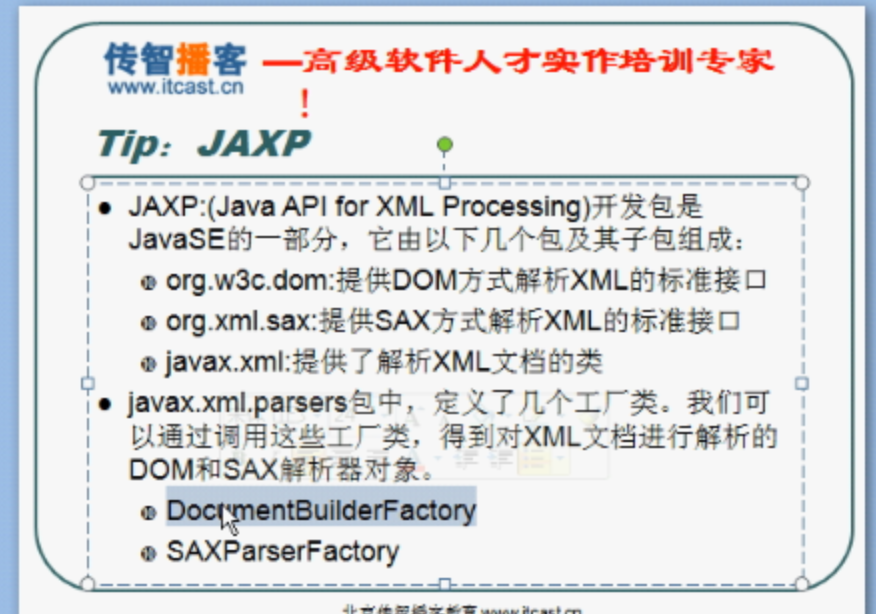 传智播客 —高级软件人才实作培训专家
www.itcast.cn
！
Tip：JAXP
● JAXP:(Java API for XML Processing)开发包是
JavaSE的一部分，它由以下几个包及其子包组成：
org.w3c.dom:提供DOM方式解析XML的标准接口
org.xml.sax:提供SAX方式解析XML的标准接口
javax.xml:提供了解析XML文档的类
● javax.xml.parsers包中，定义了几个工厂类。我们可
以通过调用这些工厂类，得到对XML文档进行解析的
DOM和SAX解析器对象。
DocumentBuilderFactory
SAXParserFactory
www.itcast.cn